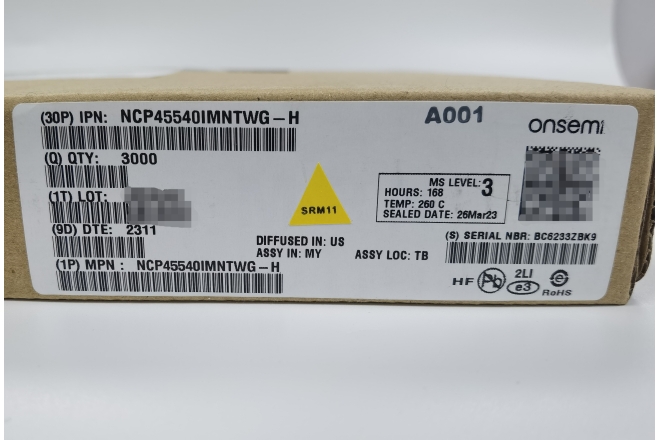 (30P) IPN: NCP45540IMNTWG-H
A001
onsemi
(Q) QTY: 3000
(1T) LOT:
(9D) DTE: 2311
SRM11
MS LEVEL: 3
HOURS: 168
TEMP: 260 C
SEALED DATE: 26Mar23
DIFFUSED IN: US
ASSY IN: MY ASSY LOC: TB
(S) SERIAL NBR: BC6233ZBK9
(1P) MPN : NCP45540IMNTWG-H
HF Pb 2LI e3 RoHS